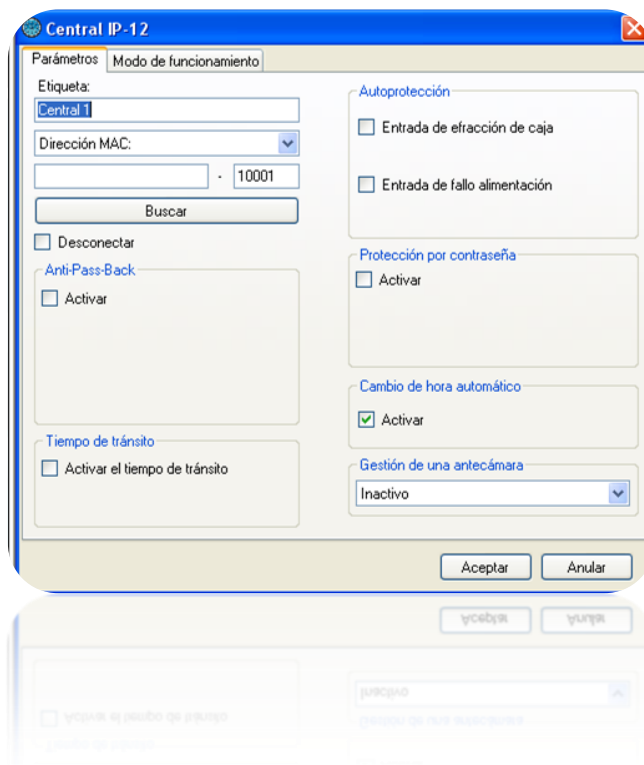 Central IP-12
Parámetros
Modo de funcionamiento
Etiqueta:
Central 1
Dirección MAC:
- 10001
Buscar
Desconectar
Anti-Pass-Back
Activar
Tiempo de tránsito
Activar el tiempo de tránsito
Autoprotección
Entrada de efracción de caja
Entrada de fallo alimentación
Protección por contraseña
Activar
Cambio de hora automático
Activar
Gestión de una antecámara
Inactivo
Aceptar
Anular